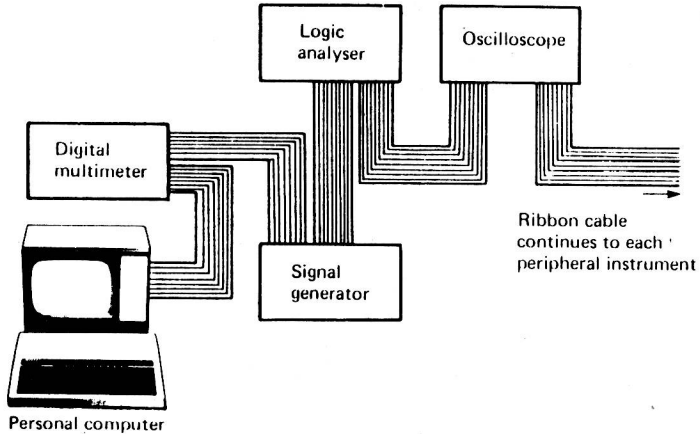 Logic
analyser
Oscilloscope
Digital
multimeter
Signal
generator
Ribbon cable
continues to each
peripheral instrument
Personal computer